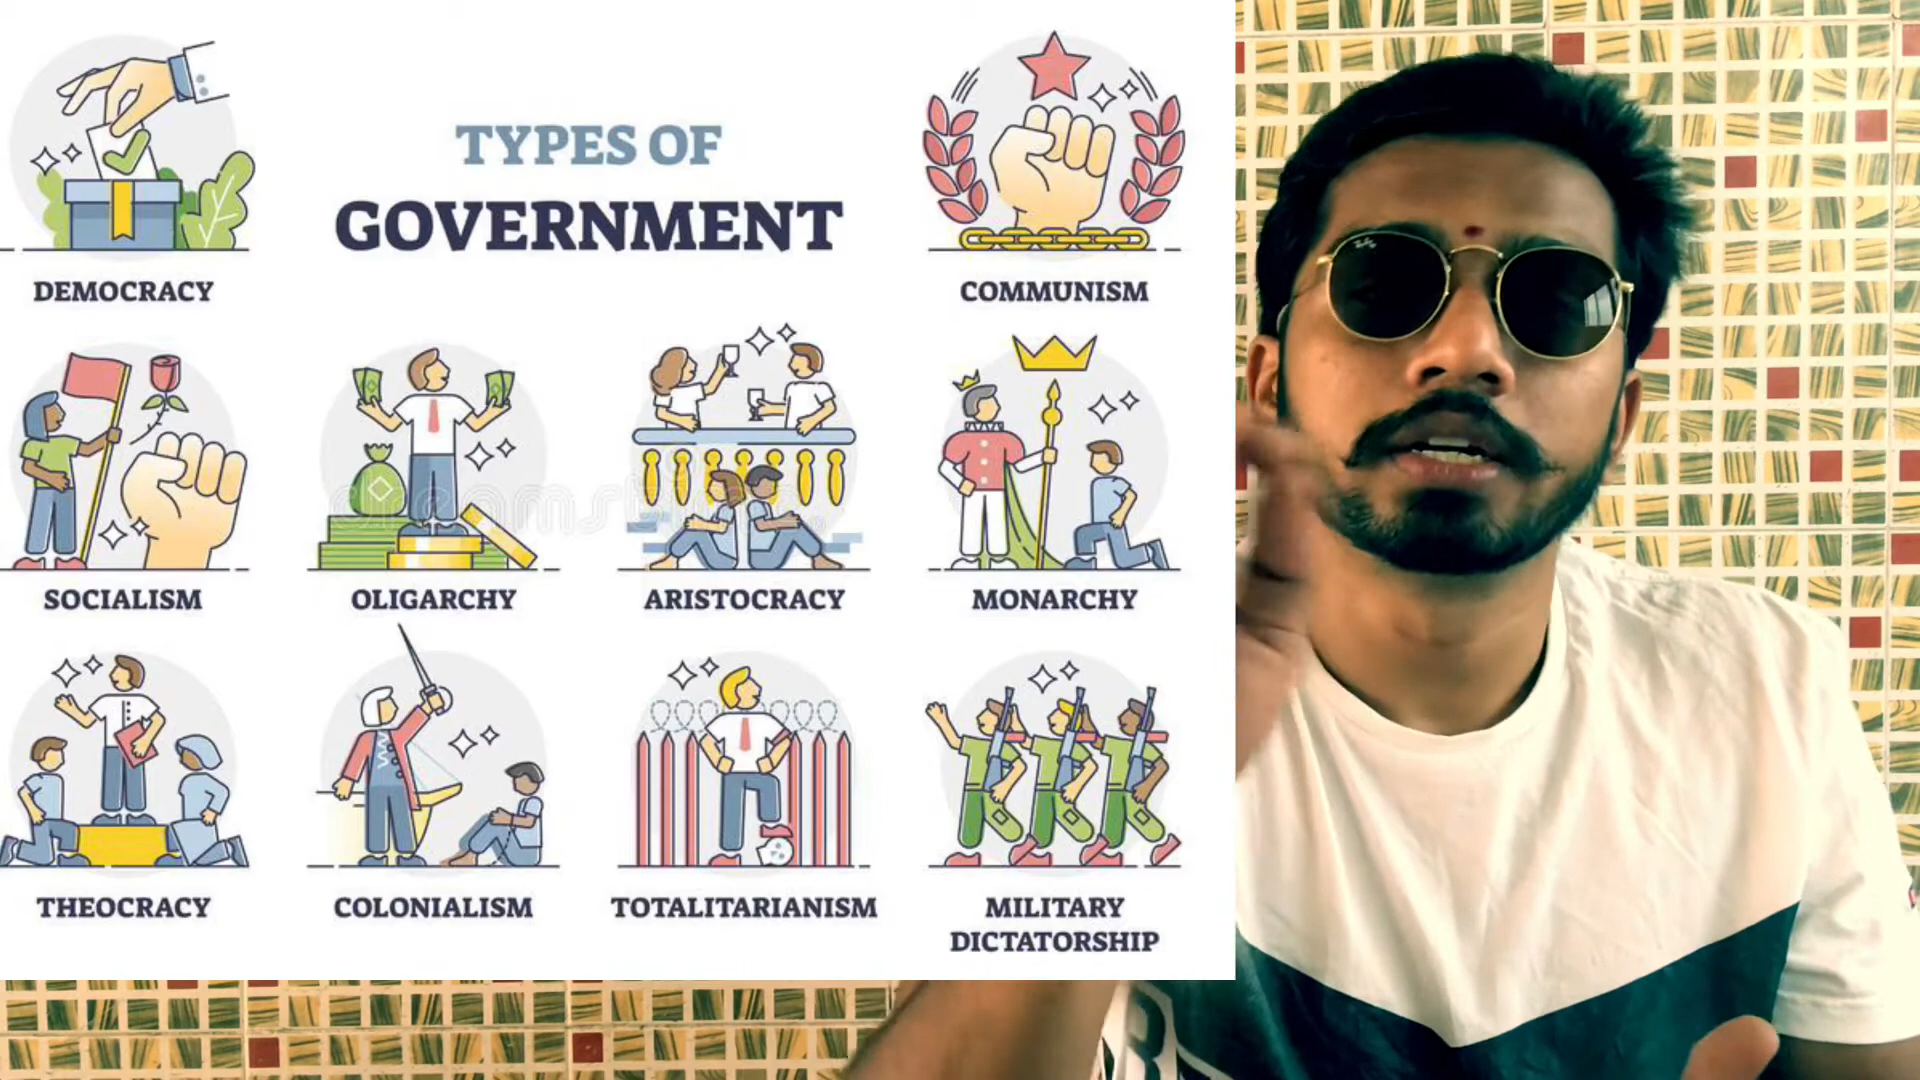 TYPES OF
GOVERNMENT
DEMOCRACY
COMMUNISM
SOCIALISM
OLIGARCHY
ARISTOCRACY
MONARCHY
THEOCRACY
COLONIALISM
TOTALITARIANISM
MILITARY
DICTATORSHIP